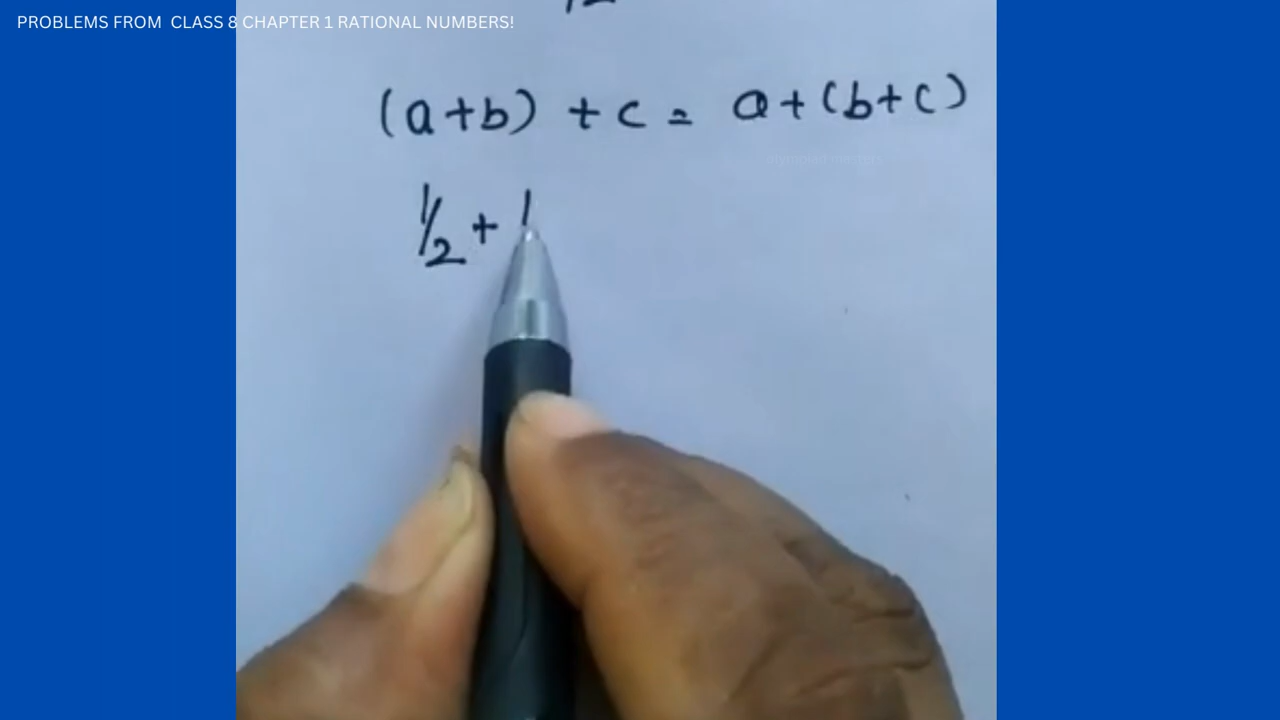 PROBLEMS FROM CLASS 8 CHAPTER 1 RATIONAL NUMBERS!
(a+b) + c = a+(b+c)
1/2 + 1